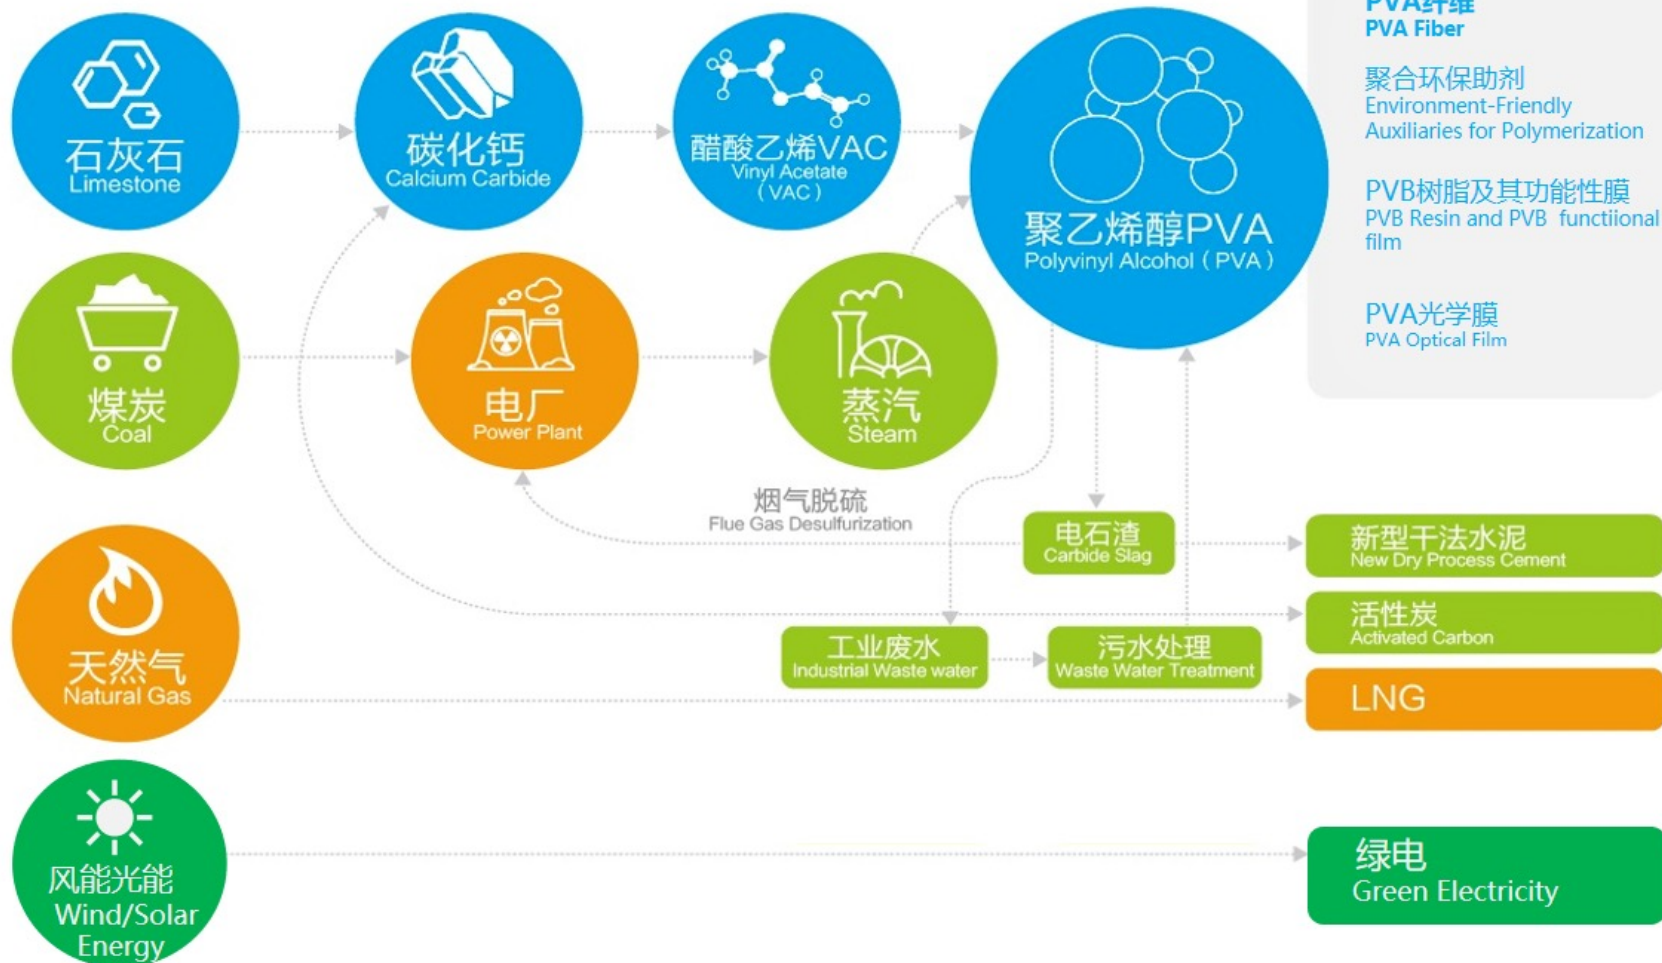 PVA纤维
PVA Fiber
聚合环保助剂
Environment-Friendly
Auxiliaries for Polymerization
PVB树脂及其功能性膜
PVB Resin and PVB functiional
film
PVA光学膜
PVA Optical Film
石灰石
Limestone
碳化钙
Calcium Carbide
醋酸乙烯VAC
Vinyl Acetate
(VAC)
聚乙烯醇PVA
Polyvinyl Alcohol (PVA)
煤炭
Coal
电厂
Power Plant
蒸汽
Steam
烟气脱硫
Flue Gas Desulfurization
电石渣
Carbide Slag
新型干法水泥
New Dry Process Cement
活性炭
Activated Carbon
工业废水
Industrial Waste water
污水处理
Waste Water Treatment
天然气
Natural Gas
LNG
风能光能
Wind/Solar
Energy
绿电
Green Electricity